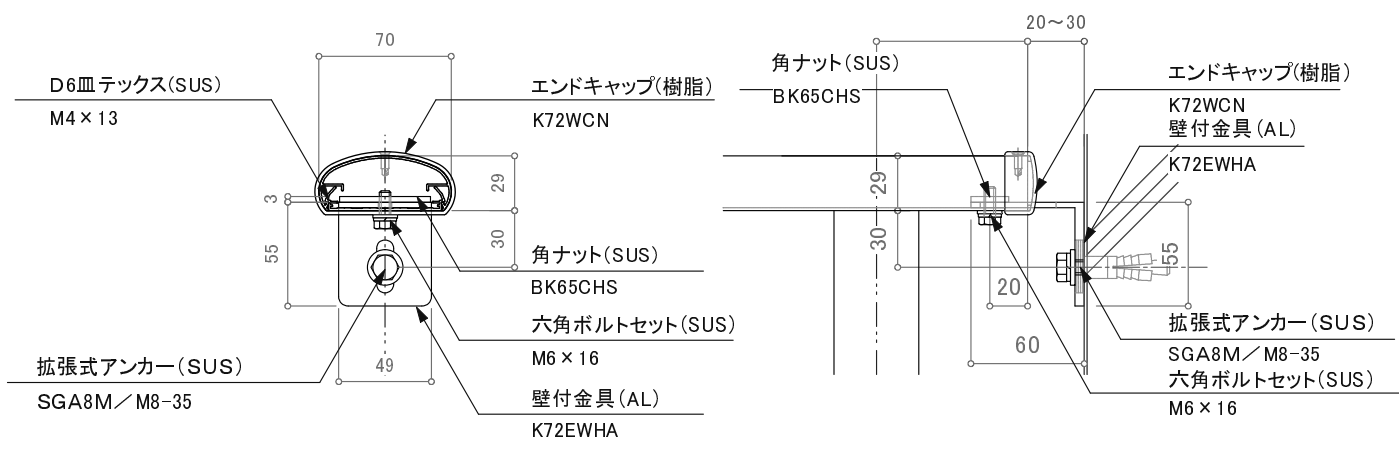 70
D6皿テックス(SUS)
M4×13
エンドキャップ(樹脂)
K72WCN
29
3
30
55
角ナット(SUS)
BK65CHS
六角ボルトセット(SUS)
M6×16
拡張式アンカー(SUS)
SGA8M/M8-35
49
壁付金具(AL)
K72EWHA
20~30
角ナット(SUS)
BK65CHS
エンドキャップ(樹脂)
K72WCN
壁付金具(AL)
K72EWHA
29
30
55
20
60
拡張式アンカー(SUS)
SGA8M/M8-35
六角ボルトセット(SUS)
M6×16